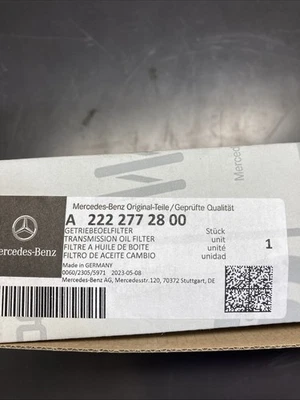 Mercedes-Benz Original-Teile/Geprüfte Qualität
A 222 277 28 00
GETRIEBEOELFILTER Stück
TRANSMISSION OIL FILTER unit
FILTRE A HUILE DE BOITE unité 1
FILTRO DE ACEITE CAMBIO unidad
Made in GERMANY
0060/2305/5971 2023-05-08
Mercedes-Benz AG, Mercedesstr.120, 70372 Stuttgart, DE
ercedes-Benz